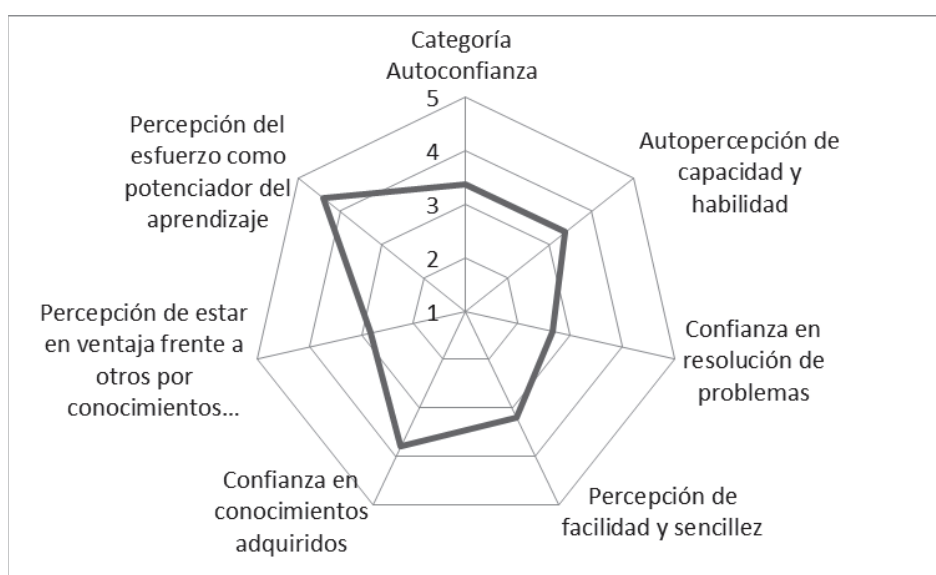 Categoría
Autoconfianza
5
4
3
2
1
Autopercepción de
capacidad y
habilidad
Confianza en
resolución de
problemas
Percepción de
facilidad y sencillez
Confianza en
conocimientos
adquiridos
Percepción de estar
en ventaja frente a
otros por
conocimientos...
Percepción del
esfuerzo como
potenciador del
aprendizaje